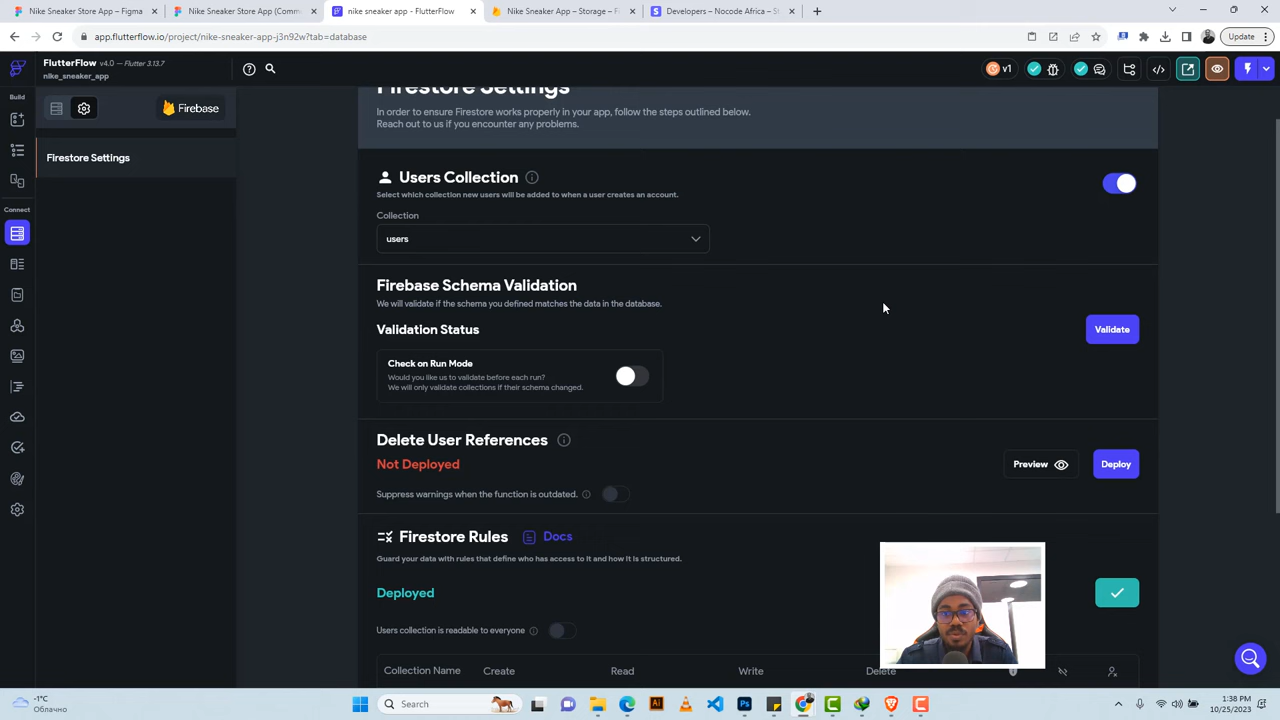 Nike Sneaker Store App – Figma
Nike Sneaker Store App (Comm
nike sneaker app - FlutterFlow
Nike Sneaker App – Storage – Fi
Developers – Nocode Africa – St
app.flutterflow.io/project/nike-sneaker-app-j3n92w?tab=database
Update
FlutterFlow v4.0 — Flutter 3.13.7
nike_sneaker_app
v1
Build
Firebase
Firestore Settings
Connect
Firestore Settings
In order to ensure Firestore works properly in your app, follow the steps outlined below.
Reach out to us if you encounter any problems.
Users Collection
Select which collection new users will be added to when a user creates an account.
Collection
users
Firebase Schema Validation
We will validate if the schema you defined matches the data in the database.
Validation Status
Validate
Check on Run Mode
Would you like us to validate before each run?
We will only validate collections if their schema changed.
Delete User References
Not Deployed
Preview
Deploy
Suppress warnings when the function is outdated.
Firestore Rules
Docs
Guard your data with rules that define who has access to it and how it is structured.
Deployed
Users collection is readable to everyone
Collection Name Create Read Write Delete
-1°C
Облачно
Search
1:38 PM
10/25/2023